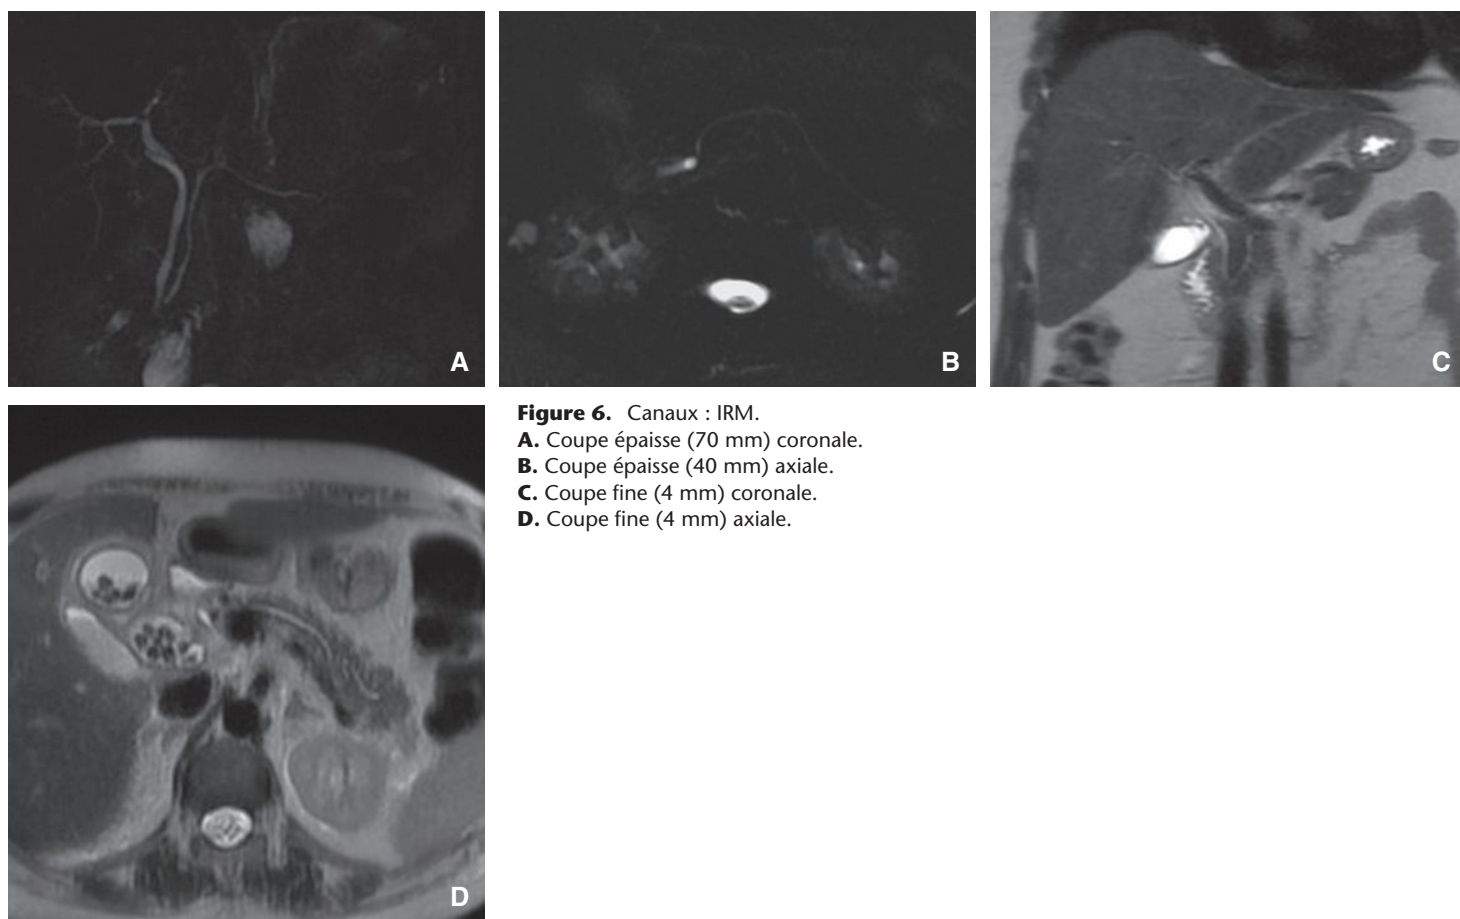 A
B
C
D
Figure 6. Canaux : IRM.
A. Coupe épaisse (70 mm) coronale.
B. Coupe épaisse (40 mm) axiale.
C. Coupe fine (4 mm) coronale.
D. Coupe fine (4 mm) axiale.